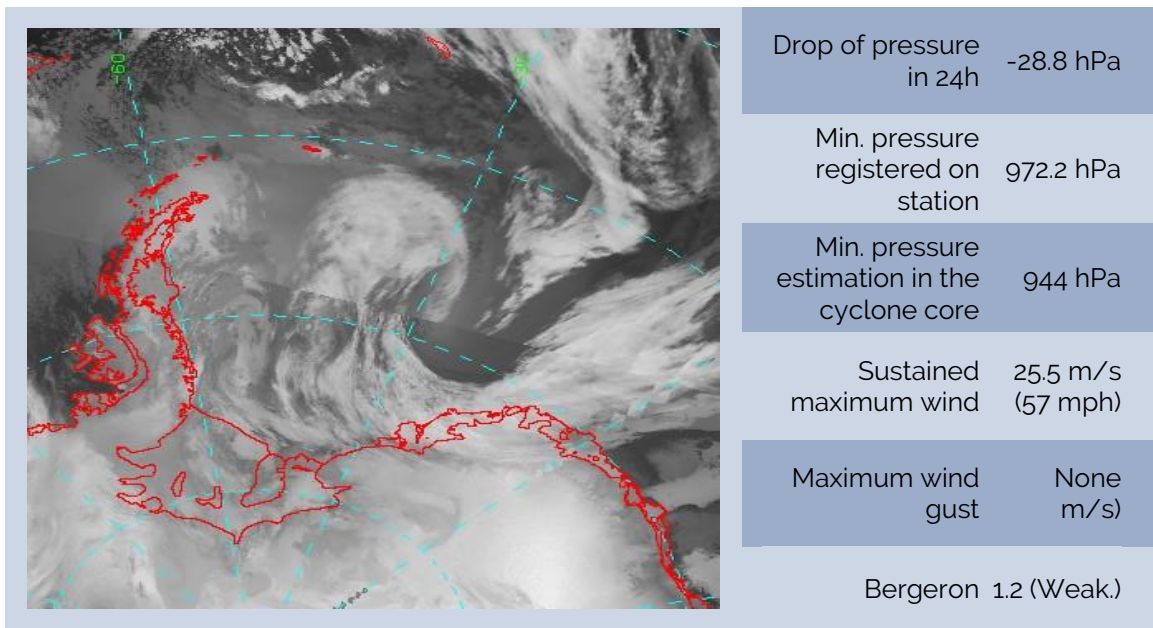 -60
-30
Drop of pressure
in 24h
-28.8 hPa
Min. pressure
registered on
station
972.2 hPa
Min. pressure
estimation in the
cyclone core
944 hPa
Sustained
maximum wind
25.5 m/s
(57 mph)
Maximum wind
gust
None
m/s)
Bergeron
1.2 (Weak.)